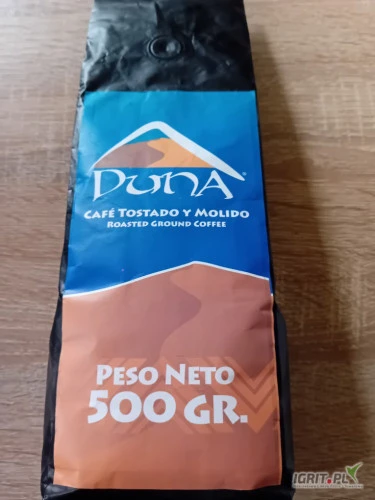 DUNA®
CAFÉ TOSTADO Y MOLIDO
ROASTED GROUND COFFEE
PESO NETO
500 GR.
IGRIT.PL